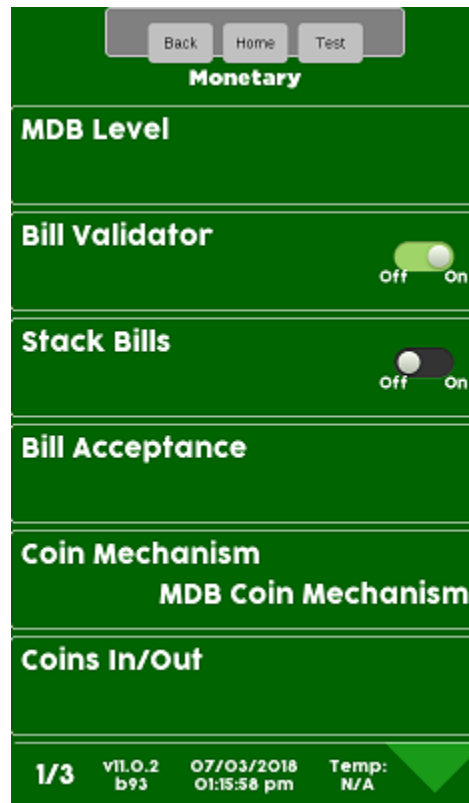 Back Home Test
Monetary
MDB Level
Bill Validator
Off On
Stack Bills
Off On
Bill Acceptance
Coin Mechanism
MDB Coin Mechanism
Coins In/Out
1/3 v11.0.2 07/03/2018 Temp:
b93 01:15:58 pm N/A